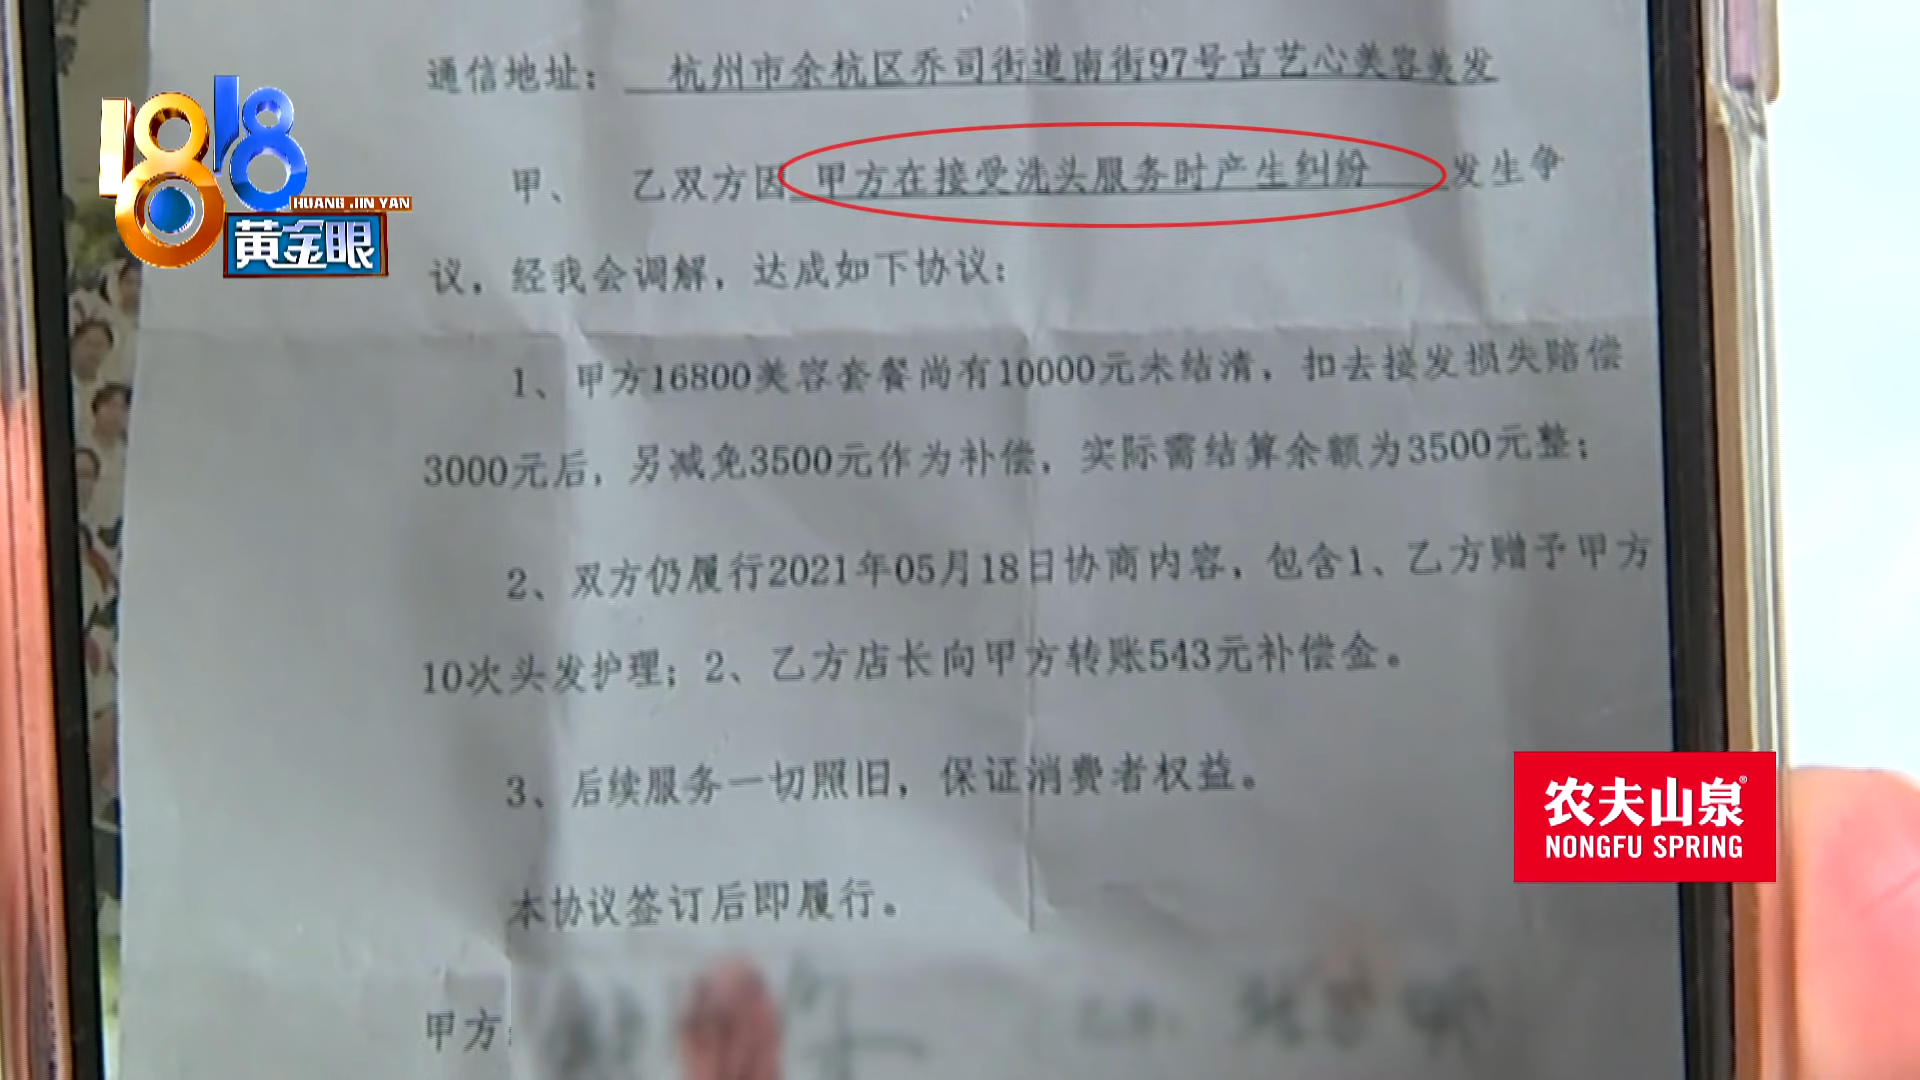 通信地址： 杭州市余杭区乔司街道南街97号吉艺心美容美发
1818
HUANG JIN YAN
黄金眼
甲、 乙双方因 甲方在接受洗头服务时产生纠纷 发生争
议，经我会调解，达成如下协议：
1、甲方16800美容套餐尚有10000元未结清，扣去接发损失赔偿
3000元后，另减免3500元作为补偿，实际需结算余额为3500元整；
2、双方仍履行2021年05月18日协商内容，包含1、乙方赠予甲方
10次头发护理；2、乙方店长向甲方转账543元补偿金。
3、后续服务一切照旧，保证消费者权益。
农夫山泉®
NONGFU SPRING
本协议签订后即履行。
甲方：